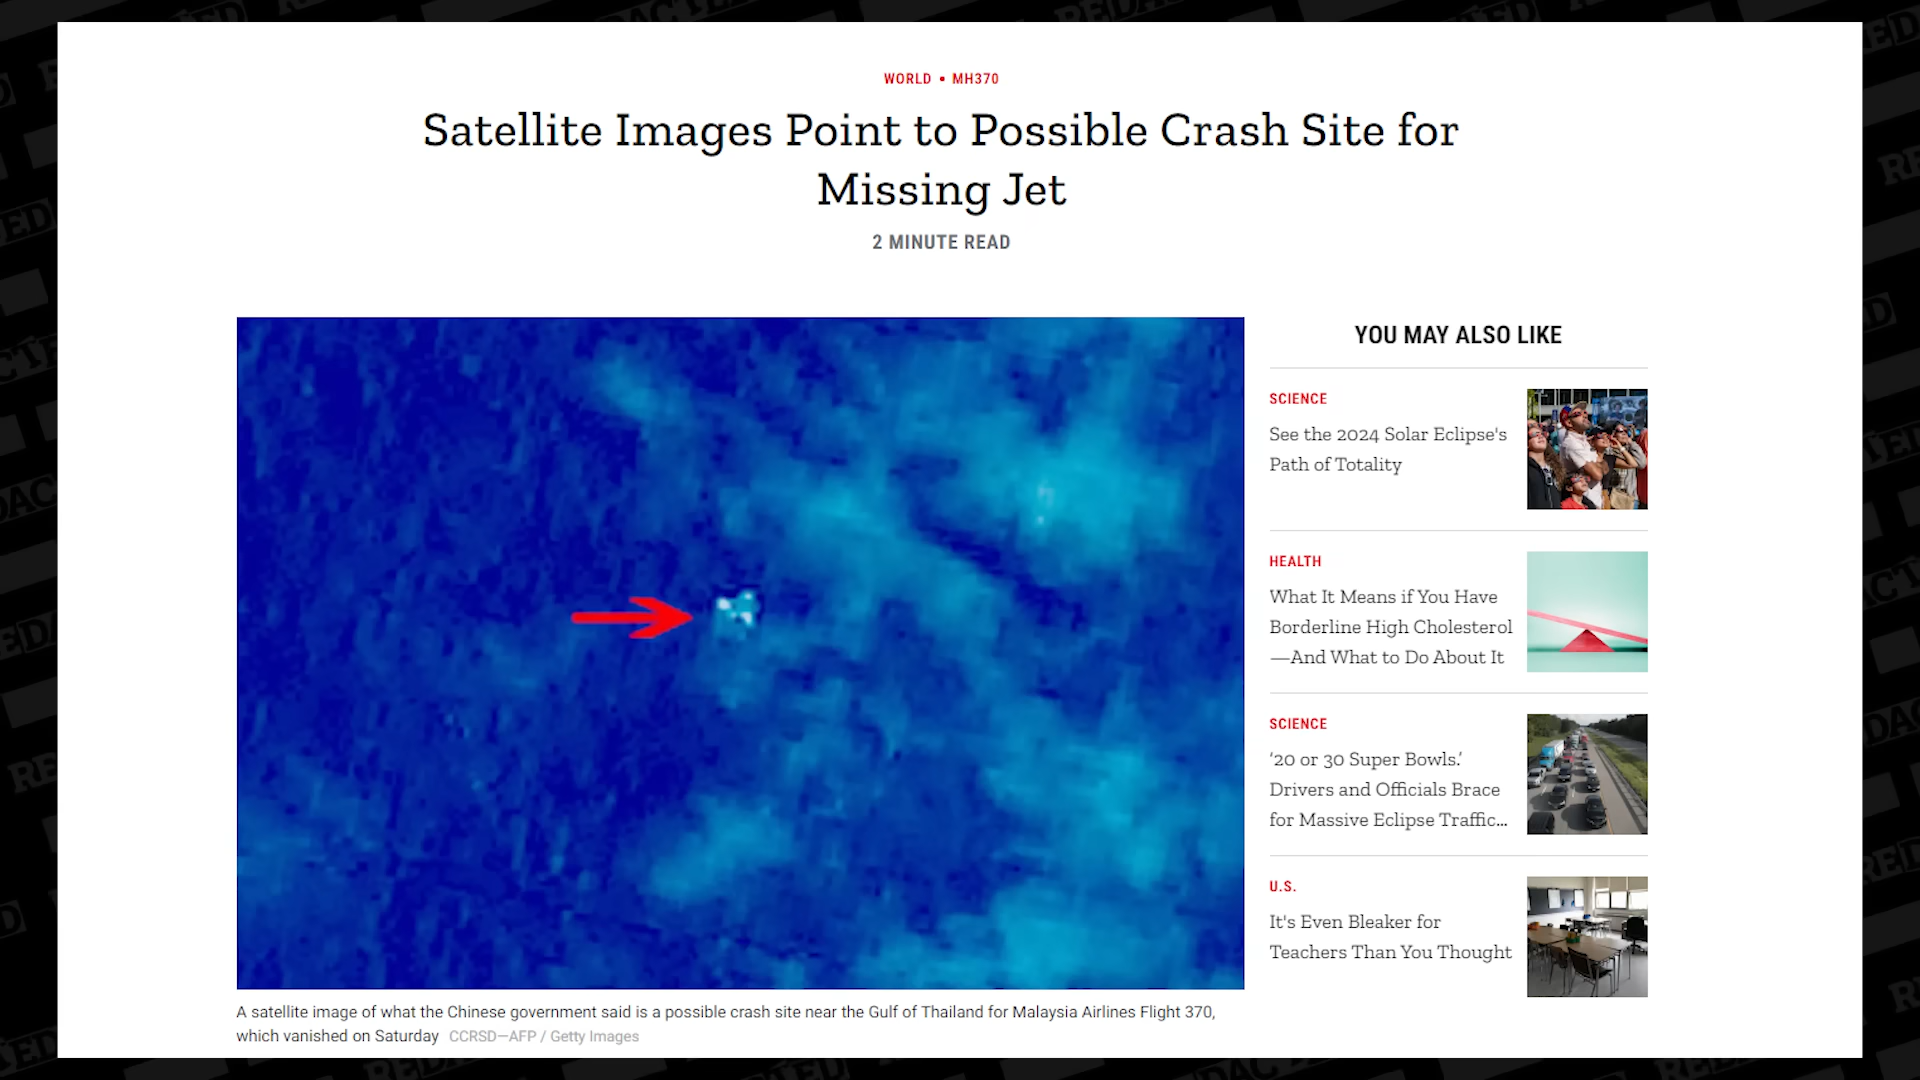 WORLD • MH370
Satellite Images Point to Possible Crash Site for
Missing Jet
2 MINUTE READ
A satellite image of what the Chinese government said is a possible crash site near the Gulf of Thailand for Malaysia Airlines Flight 370,
which vanished on Saturday CCRSD—AFP / Getty Images
YOU MAY ALSO LIKE
SCIENCE
See the 2024 Solar Eclipse's
Path of Totality
HEALTH
What It Means if You Have
Borderline High Cholesterol
—And What to Do About It
SCIENCE
‘20 or 30 Super Bowls.’
Drivers and Officials Brace
for Massive Eclipse Traffic...
U.S.
It's Even Bleaker for
Teachers Than You Thought